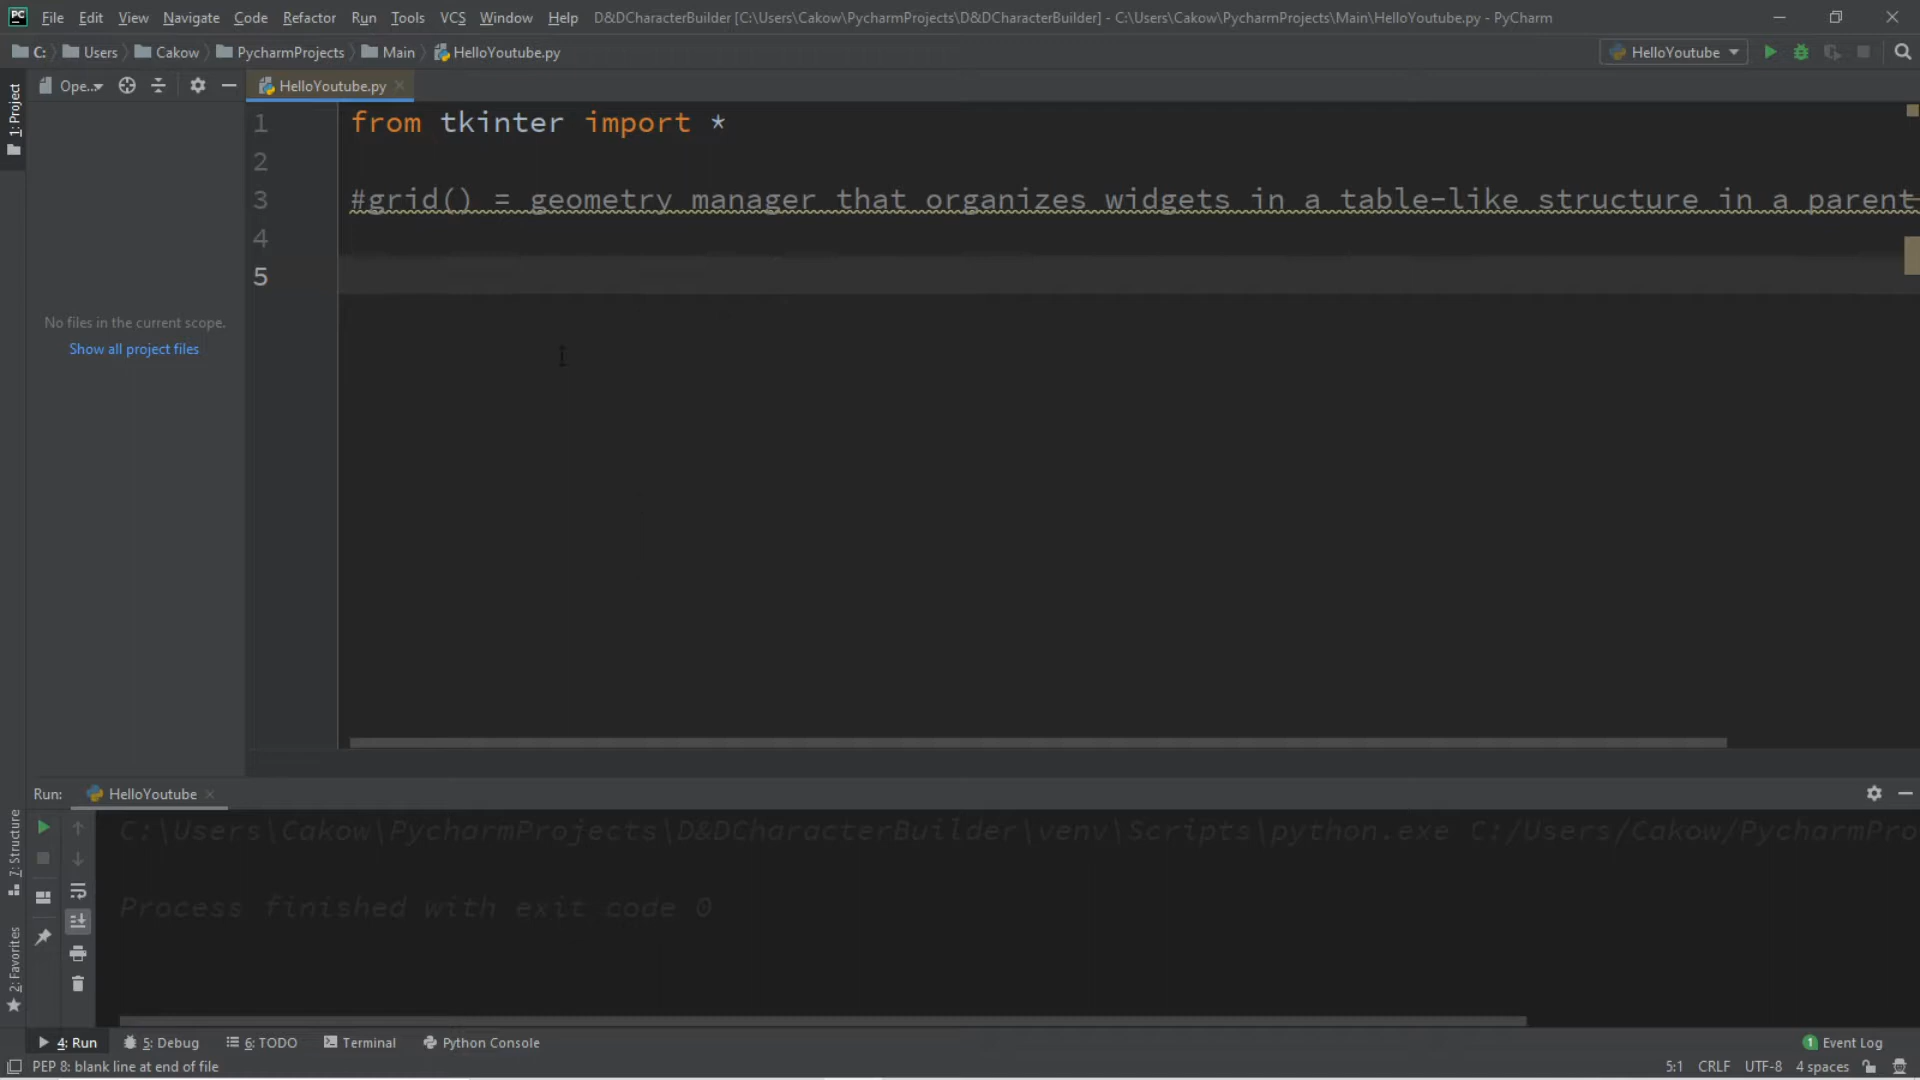 PC File Edit View Navigate Code Refactor Run Tools VCS Window Help D&DCharacterBuilder [C:\Users\Cakow\PycharmProjects\D&DCharacterBuilder] - C:\Users\Cakow\PycharmProjects\Main\HelloYoutube.py - PyCharm
C: Users Cakow PycharmProjects Main HelloYoutube.py HelloYoutube
1: Project
Ope... HelloYoutube.py
1 from tkinter import *
2
3 #grid() = geometry manager that organizes widgets in a table-like structure in a parent
4
5
No files in the current scope.
Show all project files
Run: HelloYoutube
7: Structure
2: Favorites
C:\Users\Cakow\PycharmProjects\D&DCharacterBuilder\venv\Scripts\python.exe C:/Users/Cakow/PycharmPro
Process finished with exit code 0
4: Run 5: Debug 6: TODO Terminal Python Console 1 Event Log
PEP 8: blank line at end of file 5:1 CRLF UTF-8 4 spaces